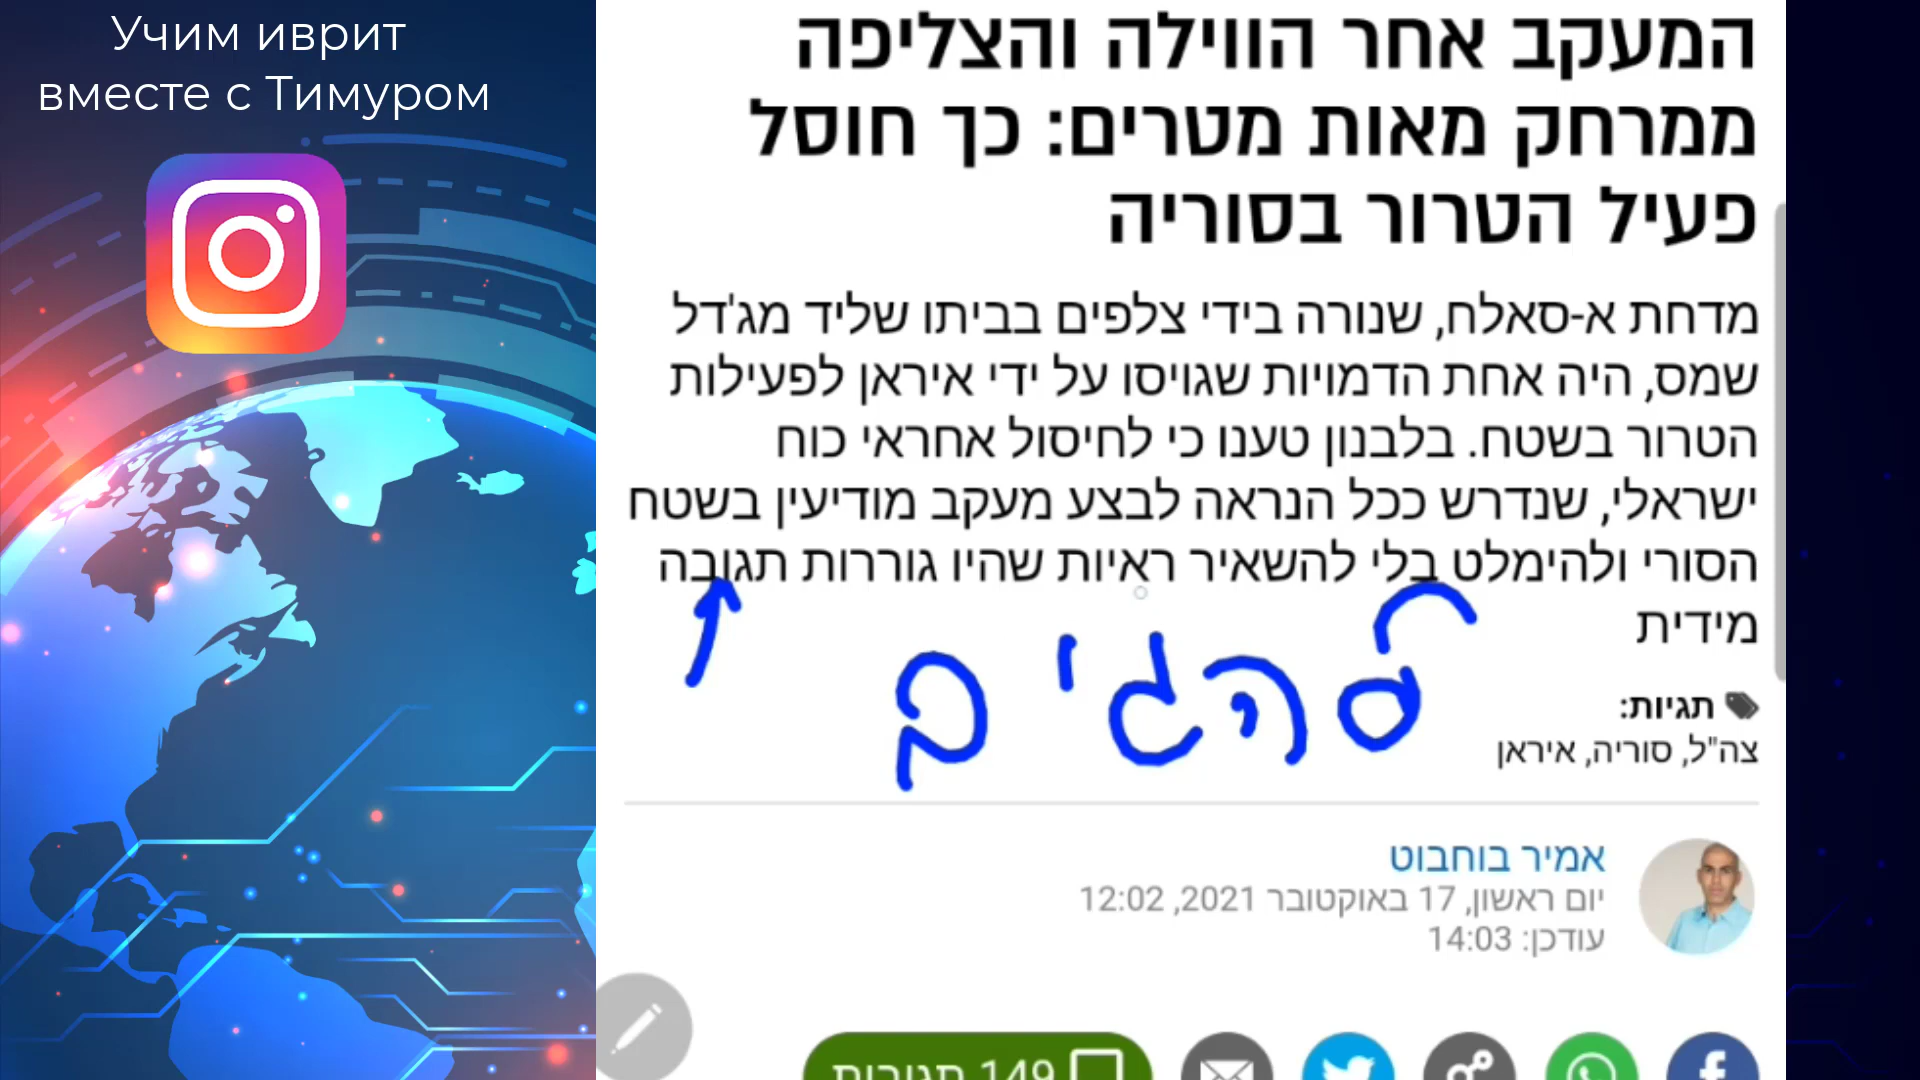 Учим иврит
вместе с Тимуром
המעקב אחר הווילה והצליפה
ממרחק מאות מטרים: כך חוסל
פעיל הטרור בסוריה
מדחת א-סאלח, שנורה בידי צלפים בביתו שליד מג'דל
שמס, היה אחת הדמויות שגויסו על ידי איראן לפעילות
הטרור בשטח. בלבנון טענו כי לחיסול אחראי כוח
ישראלי, שנדרש ככל הנראה לבצע מעקב מודיעין בשטח
הסורי ולהימלט בלי להשאיר ראיות שהיו גוררות תגובה
מידית
להגיב
תגיות:
צה"ל, סוריה, איראן
אמיר בוחבוט
יום ראשון, 17 באוקטובר 2021, 12:02
עודכן: 14:03
149 תגובות